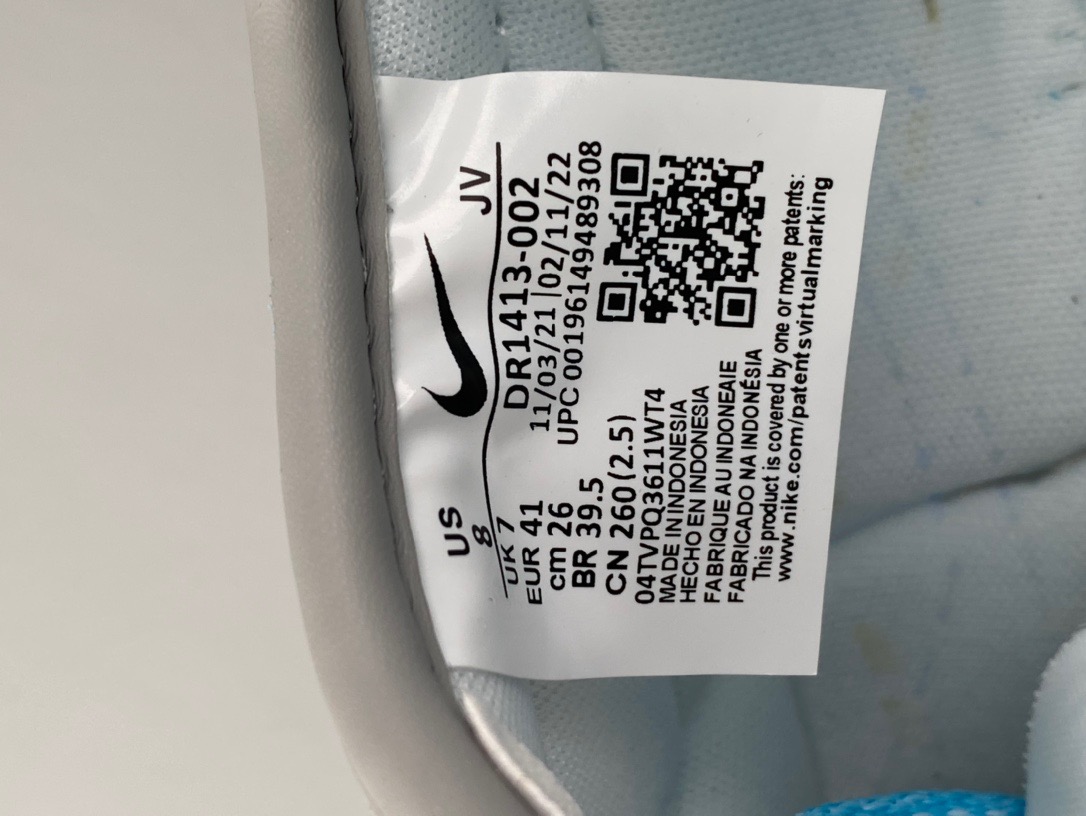 US JV
8
UK 7 DR1413-002
EUR 41 11/03/21 |02/11/22
cm 26 UPC 00196149489308
BR 39.5
CN 260(2.5)
04TVPQ3611WT4
MADE IN INDONESIA
HECHO EN INDONESIA
FABRIQUE AU INDONEAIE
FABRICADO NA INDONÉSIA
This product is covered by one or more patents:
www.nike.com/patentsvirtualmarking